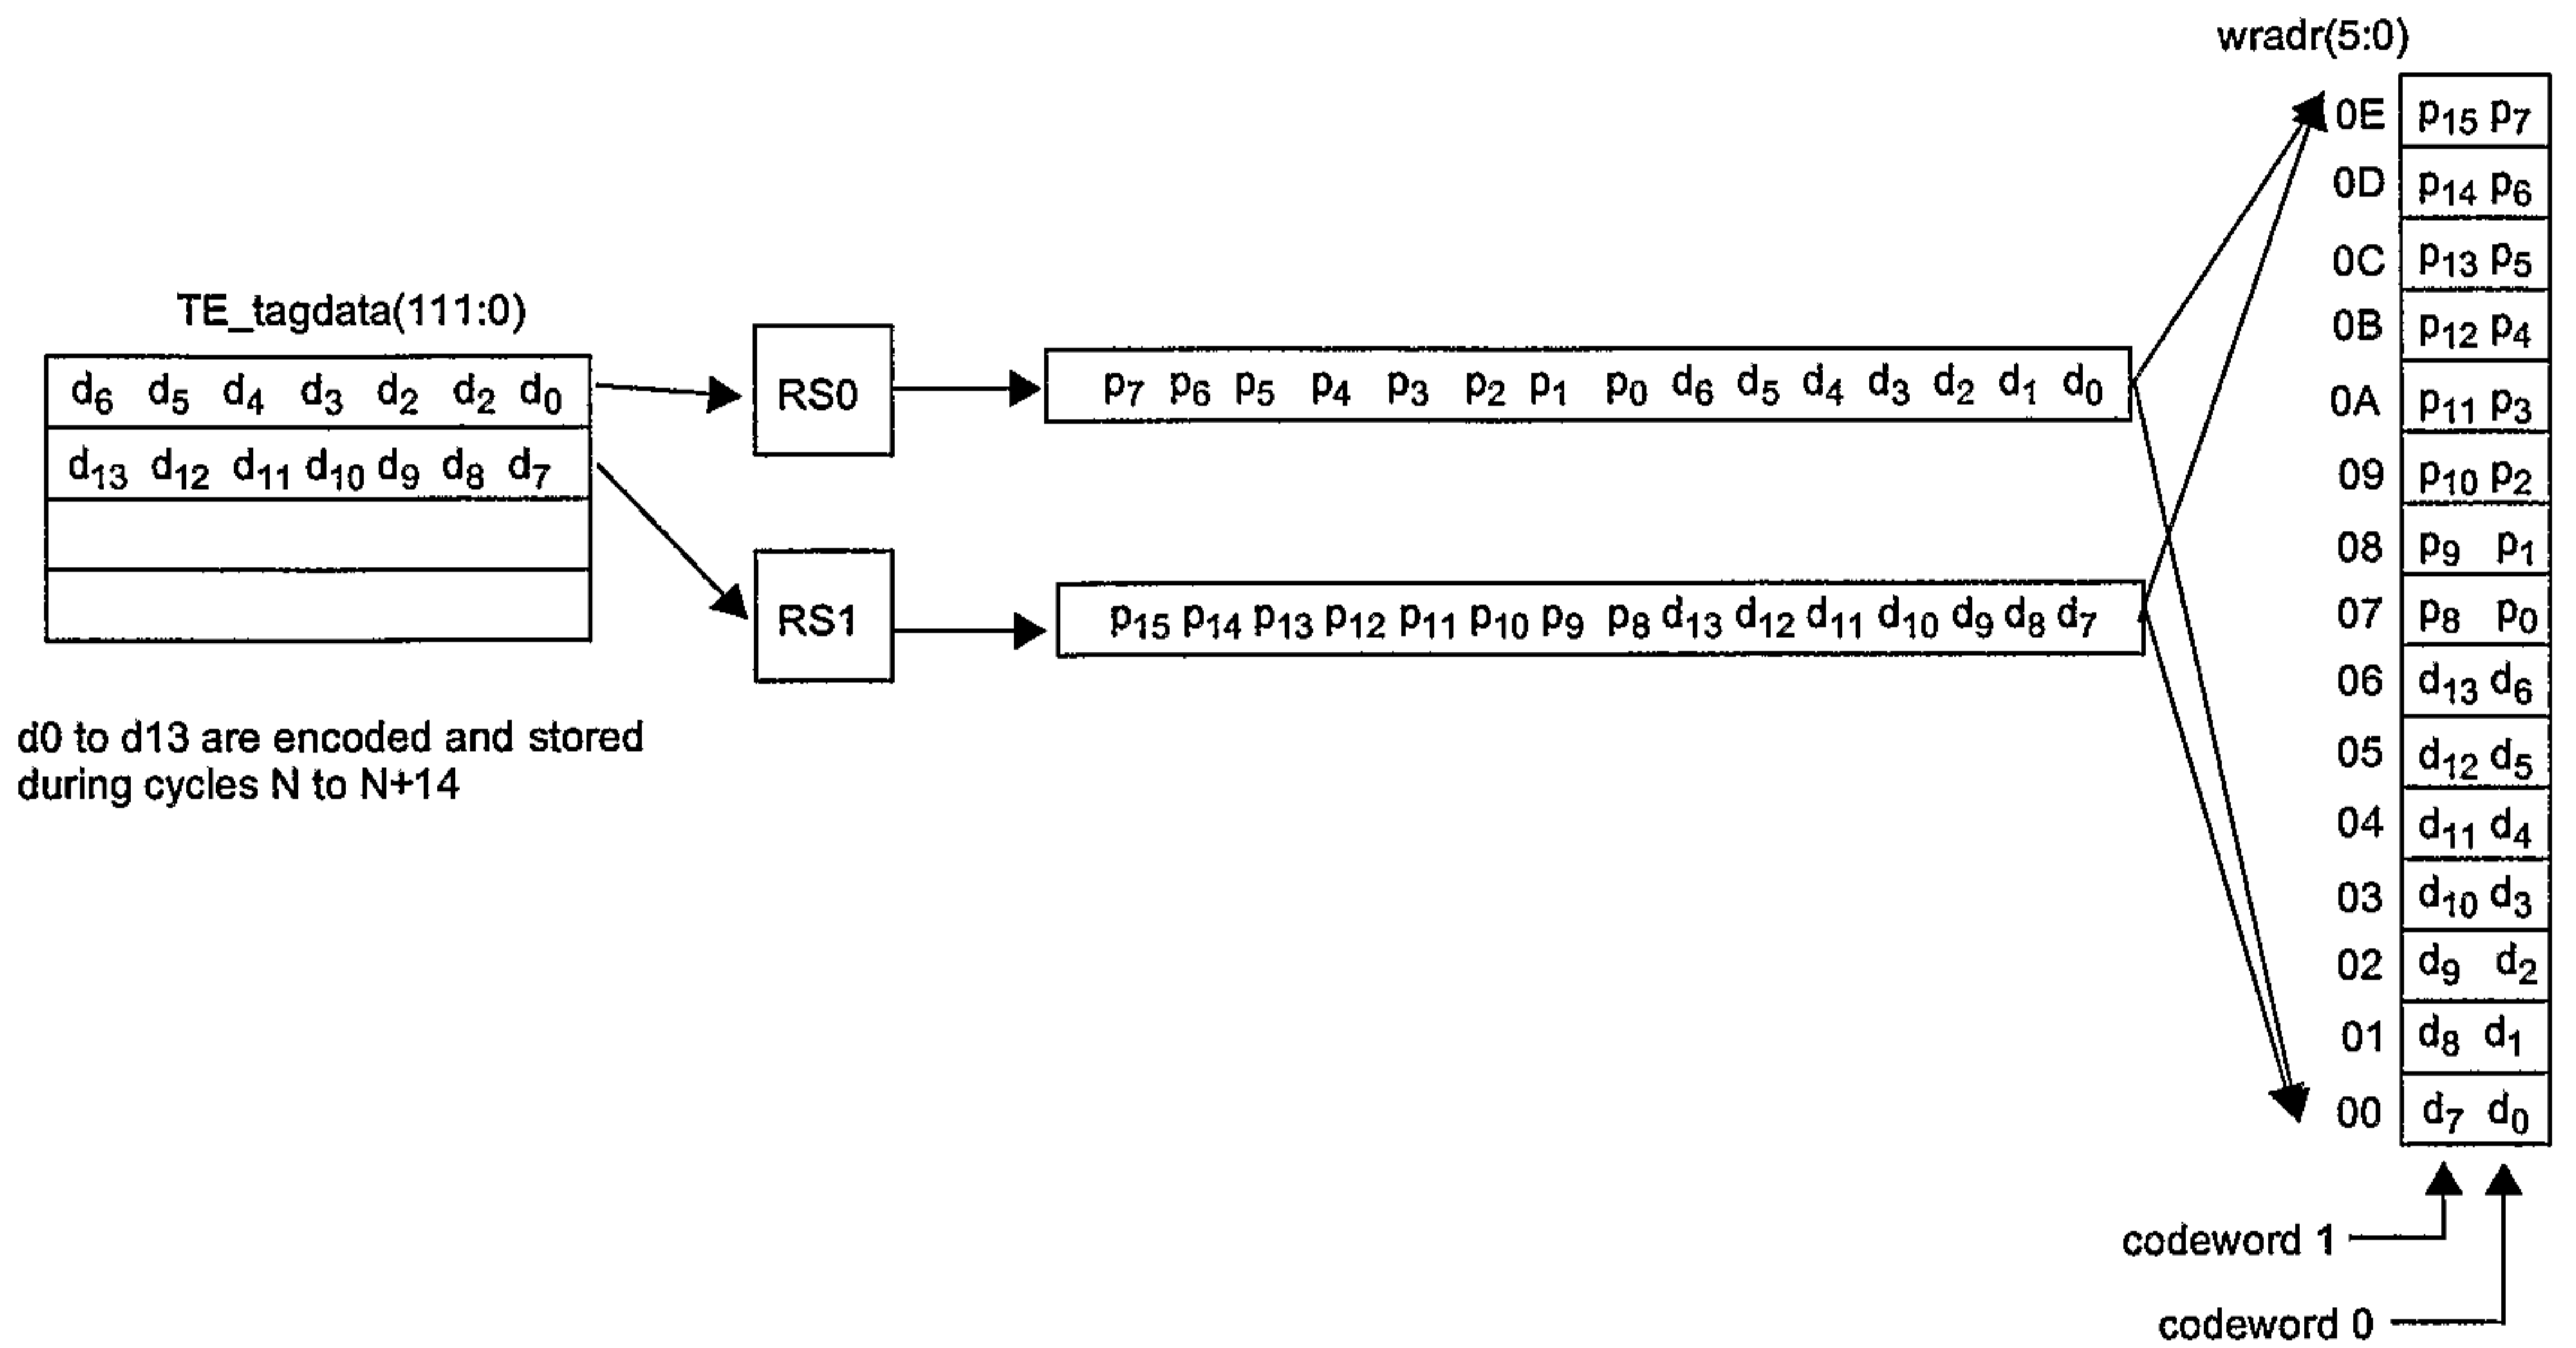 wradr(5:0)
0E p15 p7
0D p14 p6
0C p13 p5
0B p12 p4
0A p11 p3
09 p10 p2
08 p9 p1
07 p8 p0
06 d13 d6
05 d12 d5
04 d11 d4
03 d10 d3
02 d9 d2
01 d8 d1
00 d7 d0
TE_tagdata(111:0)
d6 d5 d4 d3 d2 d2 d0
d13 d12 d11 d10 d9 d8 d7
RS0
p7 p6 p5 p4 p3 p2 p1 p0 d6 d5 d4 d3 d2 d1 d0
RS1
p15 p14 p13 p12 p11 p10 p9 p8 d13 d12 d11 d10 d9 d8 d7
d0 to d13 are encoded and stored
during cycles N to N+14
codeword 1
codeword 0